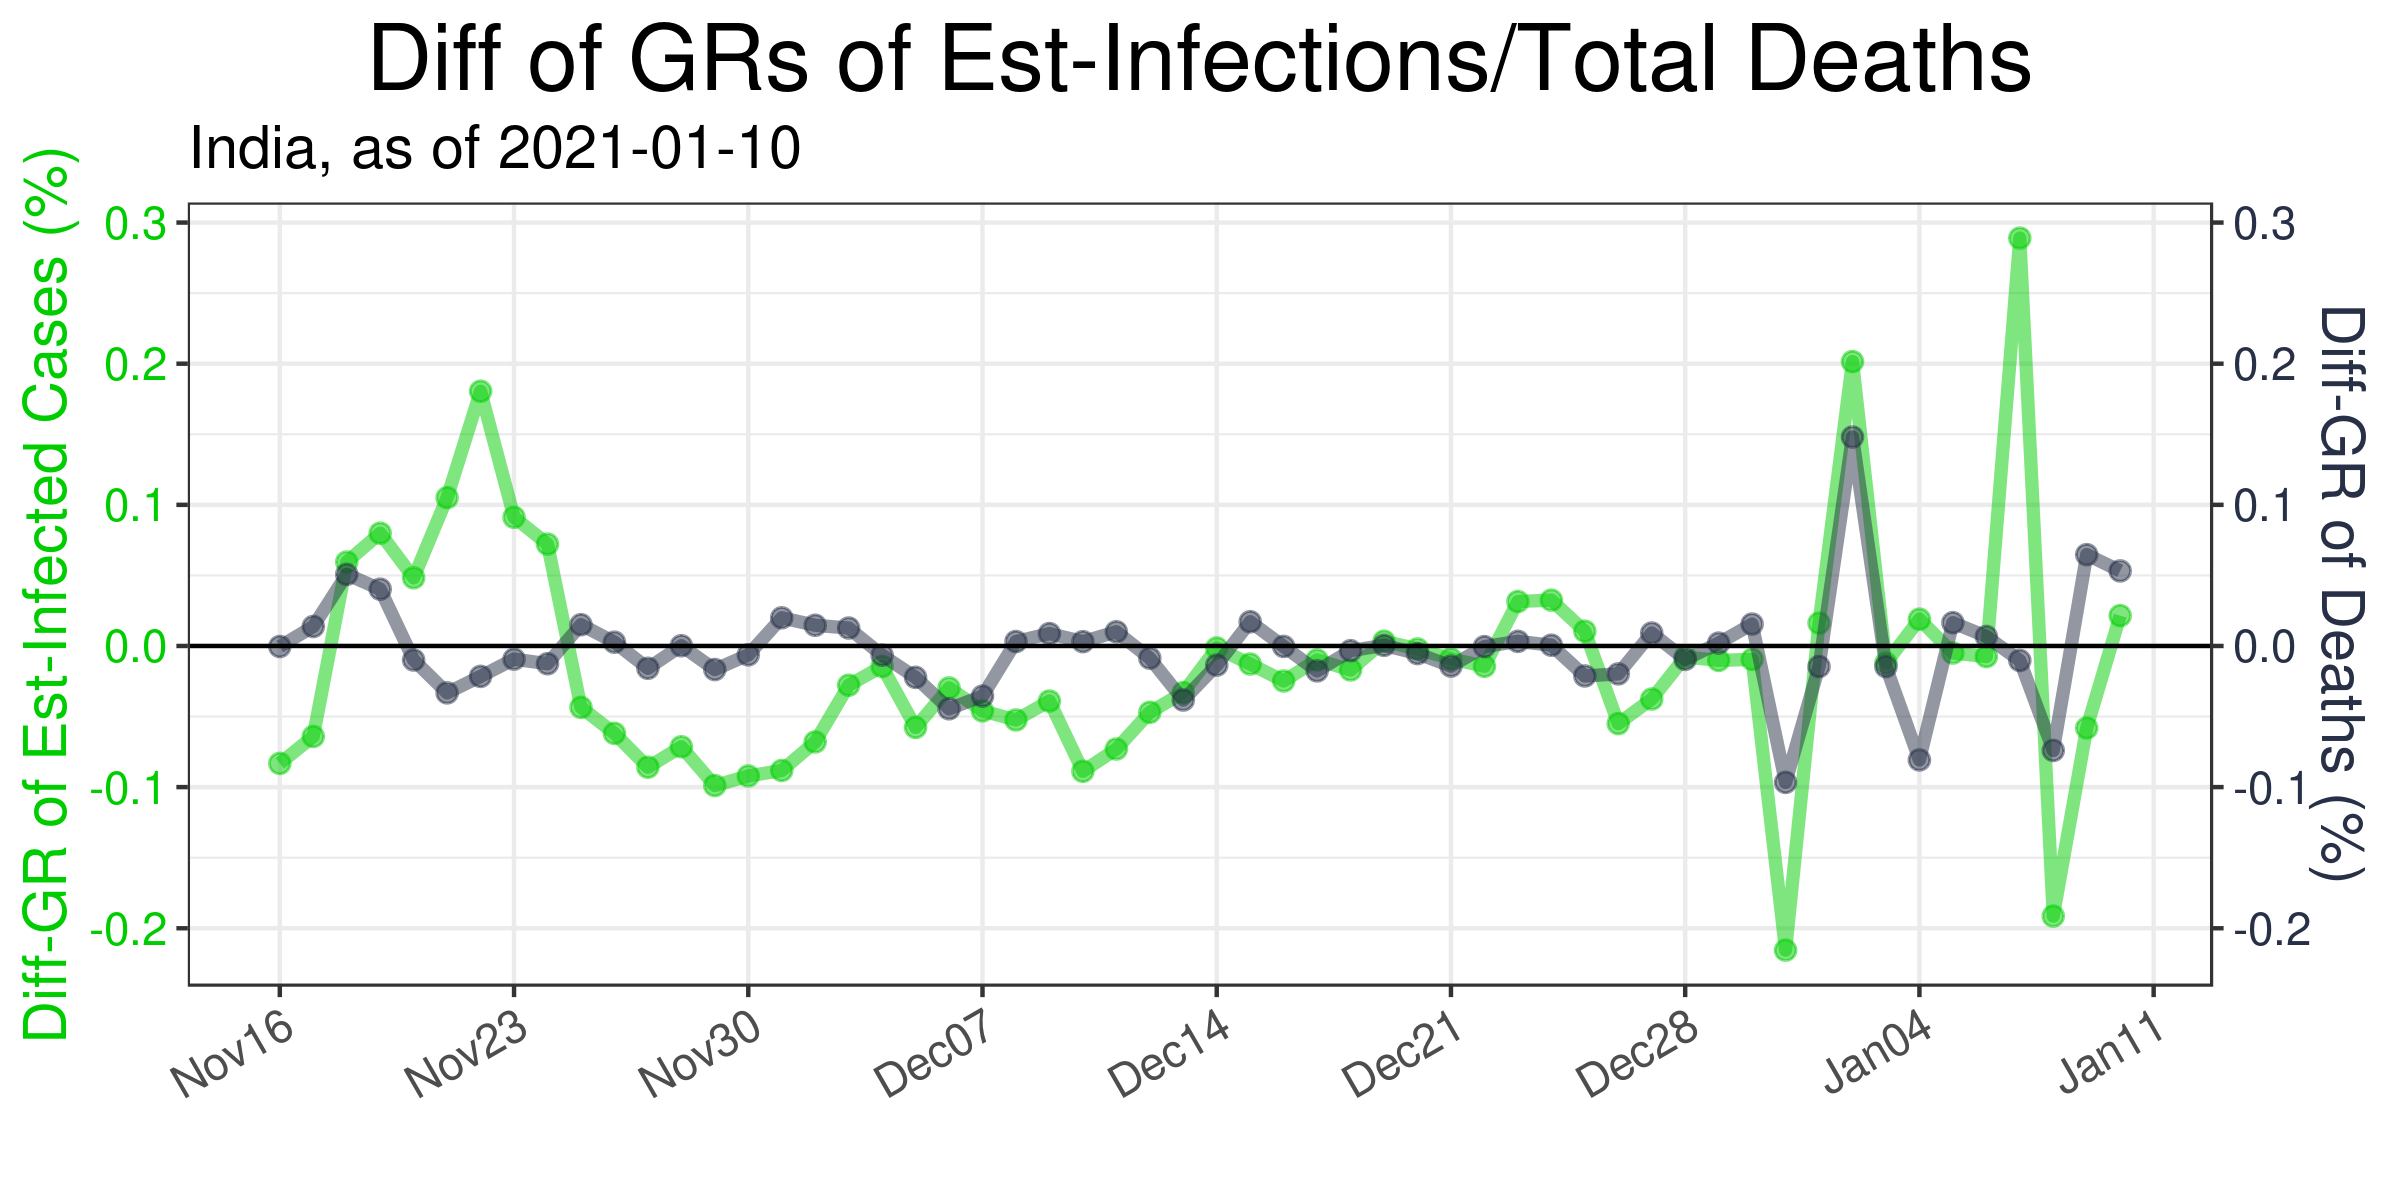 Diff of GRs of Est-Infections/Total Deaths
India, as of 2021-01-10
Diff-GR of Est-Infected Cases (%)
0.3
0.2
0.1
0.0
-0.1
-0.2
0.3
0.2
0.1
0.0
-0.1
-0.2
Diff-GR of Deaths (%)
Nov16
Nov23
Nov30
Dec07
Dec14
Dec21
Dec28
Jan04
Jan11